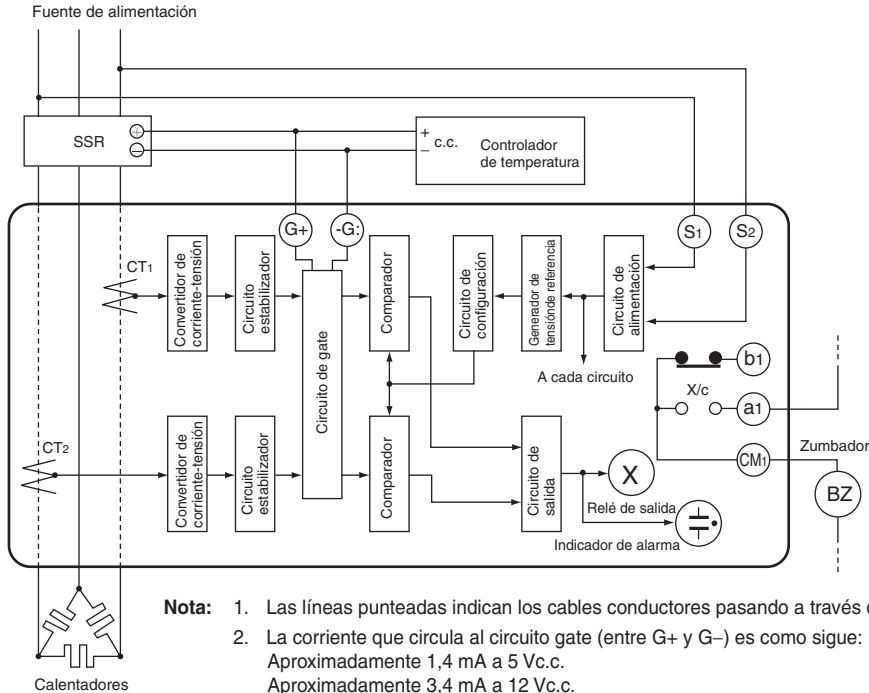 Fuente de alimentación
SSR
+
−
+
−
c.c.
Controlador
de temperatura
G+
-G:
S1
S2
CT1
Convertidor de
corriente-tensión
Circuito
estabilizador
Circuito de gate
Comparador
Circuito de
configuración
Generador de
tensiónde referencia
Circuito de
alimentación
A cada circuito
b1
X/c
a1
CM1
Zumbador
BZ
CT2
Convertidor de
corriente-tensión
Circuito
estabilizador
Comparador
Circuito de
salida
X
Relé de salida
Indicador de alarma
Calentadores
Nota: 1. Las líneas punteadas indican los cables conductores pasando a través
2. La corriente que circula al circuito gate (entre G+ y G−) es como sigue:
Aproximadamente 1,4 mA a 5 Vc.c.
Aproximadamente 3,4 mA a 12 Vc.c.